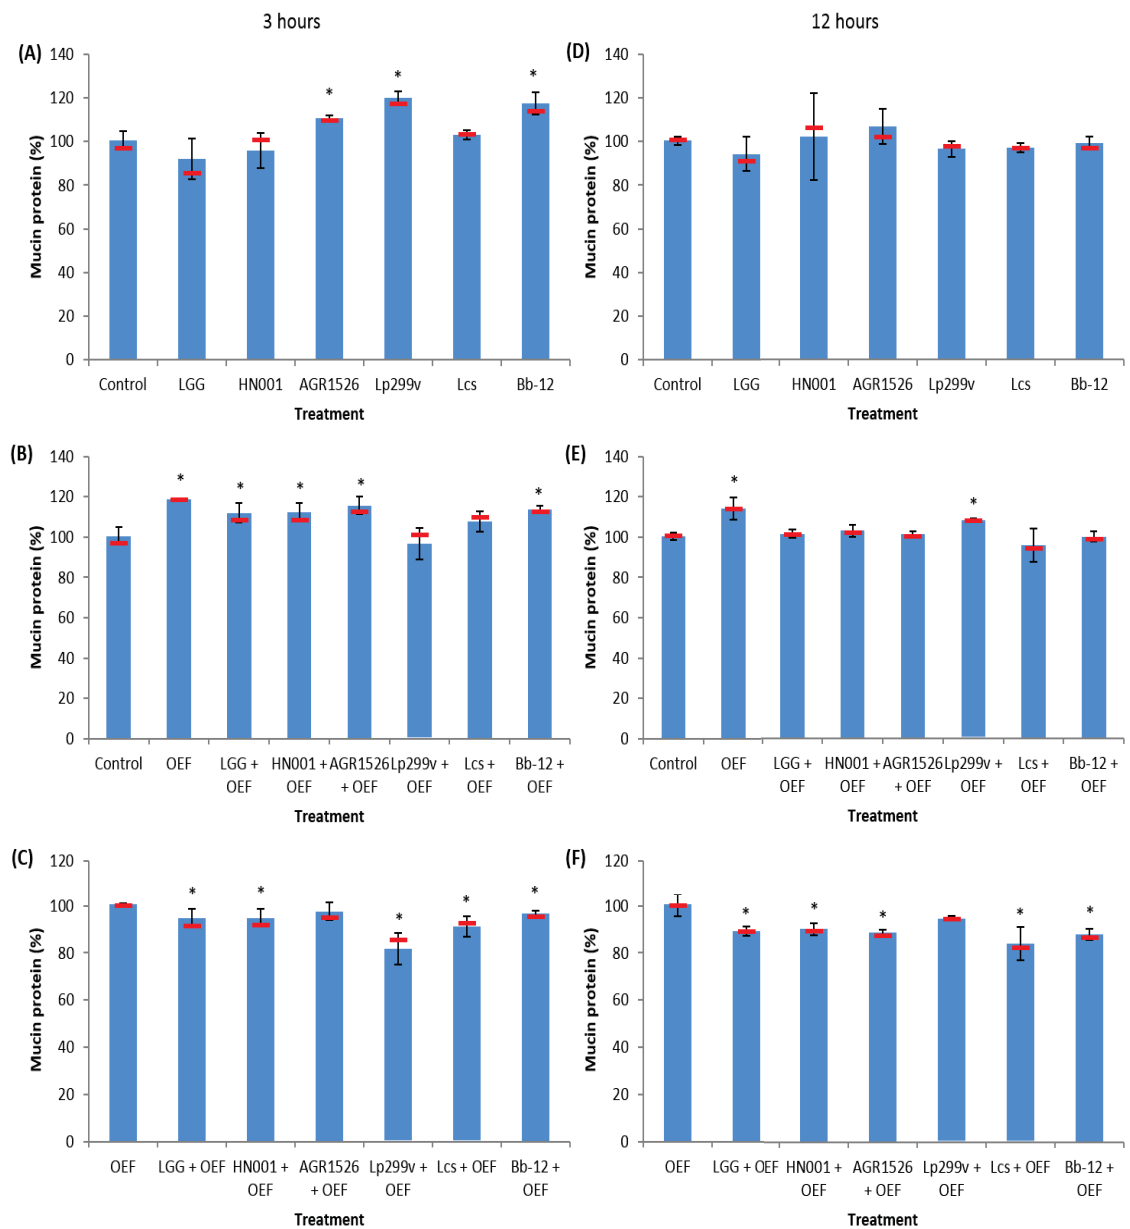 3 hours
12 hours
(A)
Mucin protein (%)
140
120
100
80
60
40
20
0
* * *
Control LGG HN001 AGR1526 Lp299v Lcs Bb-12
Treatment
(D)
Mucin protein (%)
140
120
100
80
60
40
20
0
Control LGG HN001 AGR1526 Lp299v Lcs Bb-12
Treatment
(B)
Mucin protein (%)
140
120
100
80
60
40
20
0
* * * * *
Control OEF LGG + HN001 + AGR1526 Lp299v + Lcs + Bb-12 +
OEF OEF + OEF OEF OEF OEF
Treatment
(E)
Mucin protein (%)
140
120
100
80
60
40
20
0
* *
Control OEF LGG + HN001 + AGR1526 Lp299v + Lcs + Bb-12 +
OEF OEF + OEF OEF OEF OEF
Treatment
(C)
Mucin protein (%)
120
100
80
60
40
20
0
* * * * *
OEF LGG + OEF HN001 + AGR1526 Lp299v + Lcs + OEF Bb-12 +
OEF + OEF OEF OEF
Treatment
(F)
Mucin protein (%)
120
100
80
60
40
20
0
* * * * *
OEF LGG + OEF HN001 + AGR1526 Lp299v + Lcs + OEF Bb-12 +
OEF + OEF OEF OEF
Treatment